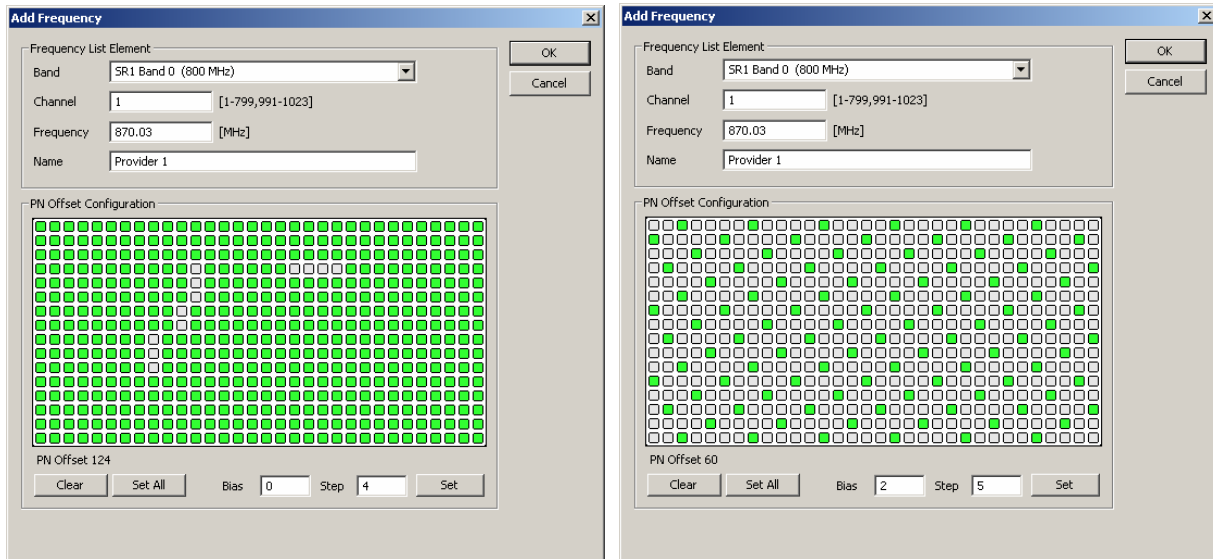 Add Frequency
Frequency List Element
Band SR1 Band 0 (800 MHz)
Channel 1 [1-799,991-1023]
Frequency 870.03 [MHz]
Name Provider 1
OK
Cancel
PN Offset Configuration
PN Offset 124
Clear Set All Bias 0 Step 4 Set
Add Frequency
Frequency List Element
Band SR1 Band 0 (800 MHz)
Channel 1 [1-799,991-1023]
Frequency 870.03 [MHz]
Name Provider 1
OK
Cancel
PN Offset Configuration
PN Offset 60
Clear Set All Bias 2 Step 5 Set